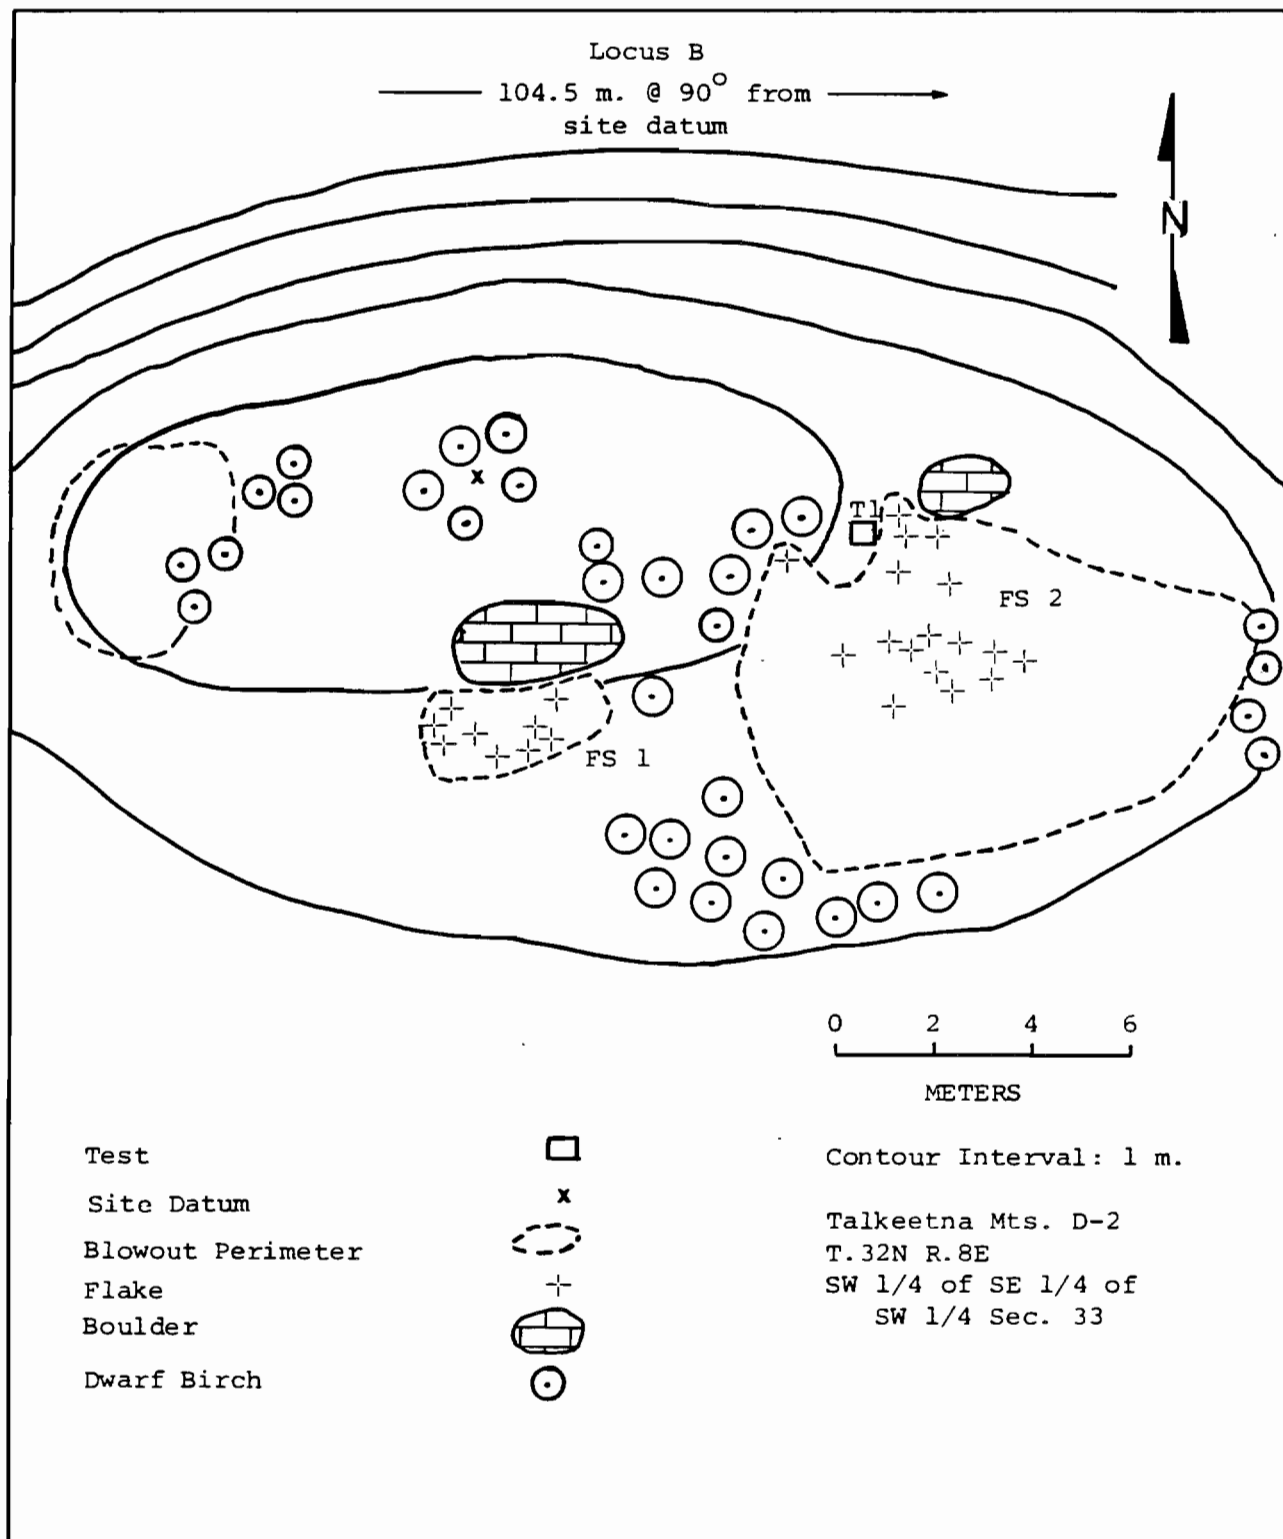 Locus B
104.5 m. @ 90° from
site datum
N
T1
FS 2
FS 1
0 2 4 6
METERS
Test
Site Datum
Blowout Perimeter
Flake
Boulder
Dwarf Birch
Contour Interval: 1 m.
Talkeetna Mts. D-2
T.32N R.8E
SW 1/4 of SE 1/4 of
SW 1/4 Sec. 33